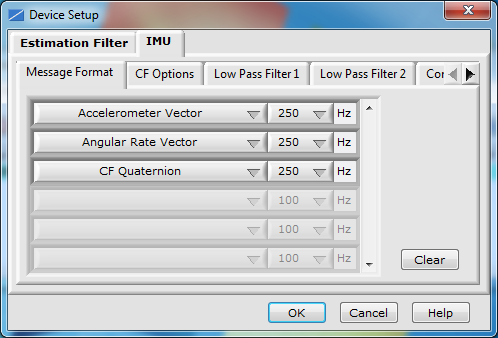 Device Setup
Estimation Filter IMU
Message Format CF Options Low Pass Filter 1 Low Pass Filter 2 Cor
Accelerometer Vector 250 Hz
Angular Rate Vector 250 Hz
CF Quaternion 250 Hz
100 Hz
100 Hz
100 Hz
Clear
OK Cancel Help